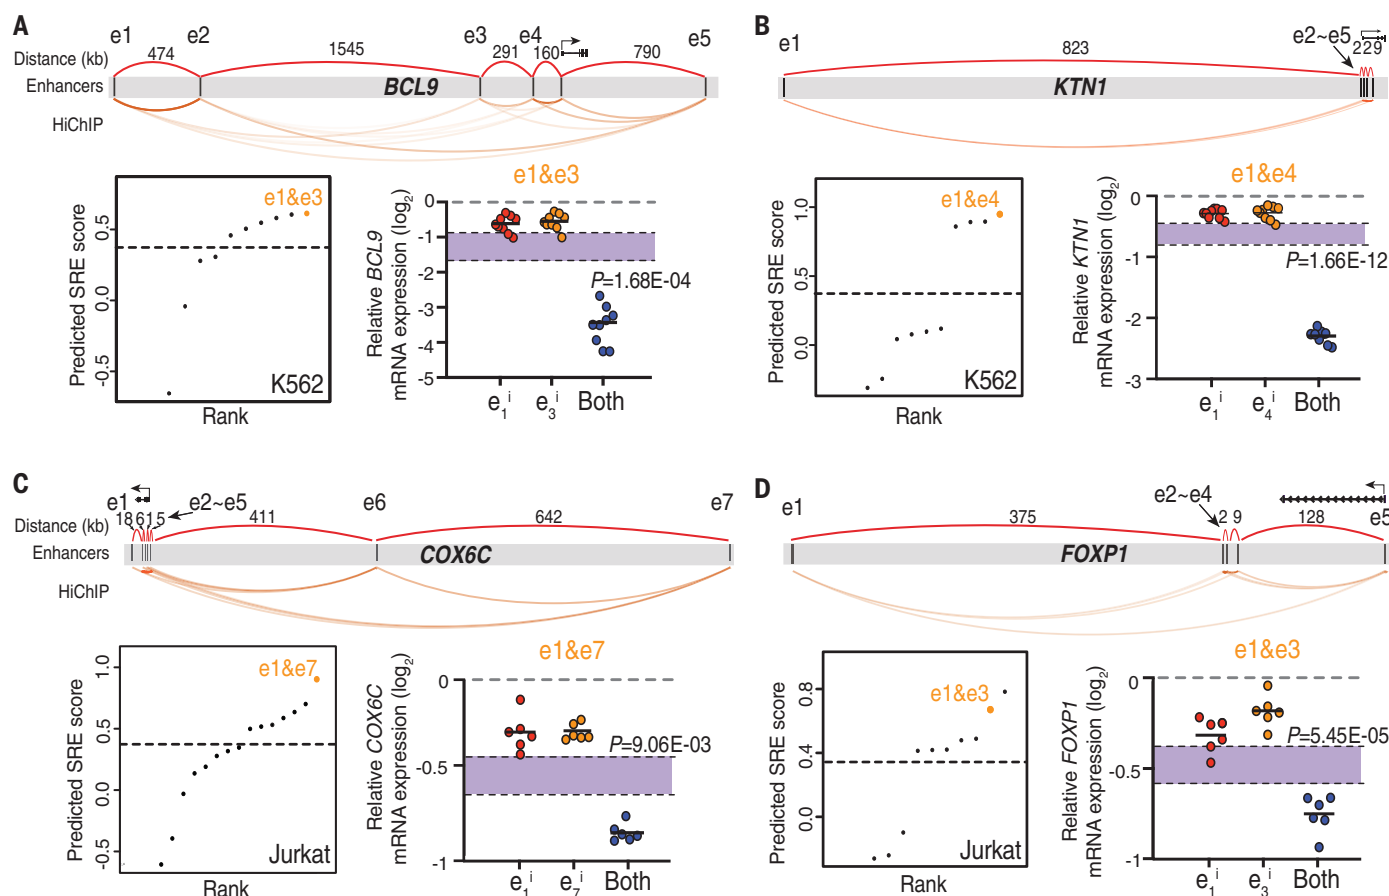 A
e1 e2 e3 e4 e5
Distance (kb) 474 1545 291 160 790
Enhancers BCL9
HiChIP
Predicted SRE score
0.5
0.0
-0.5
e1&e3
K562
Rank
e1&e3
Relative BCL9
mRNA expression (log2)
-0
-1
-2
-3
-4
-5
P=1.68E-04
e1i e3i Both
B
e1 e2~e5
823 229
KTN1
Predicted SRE score
1.0
0.5
0.0
e1&e4
K562
Rank
e1&e4
Relative KTN1
mRNA expression (log2)
0
-1
-2
-3
P=1.66E-12
e1i e4i Both
C
e1 e2~e5 e6 e7
Distance (kb) 18 61 5 411 642
Enhancers COX6C
HiChIP
Predicted SRE score
1.0
0.5
0.0
-0.5
e1&e7
Jurkat
Rank
e1&e7
Relative COX6C
mRNA expression (log2)
0
-0.5
-1
P=9.06E-03
e1i e7i Both
D
e1 e2~e4 e5
375 2 9 128
FOXP1
Predicted SRE score
0.8
0.4
0.0
e1&e3
Jurkat
Rank
e1&e3
Relative FOXP1
mRNA expression (log2)
0
-0.5
-1
P=5.45E-05
e1i e3i Both